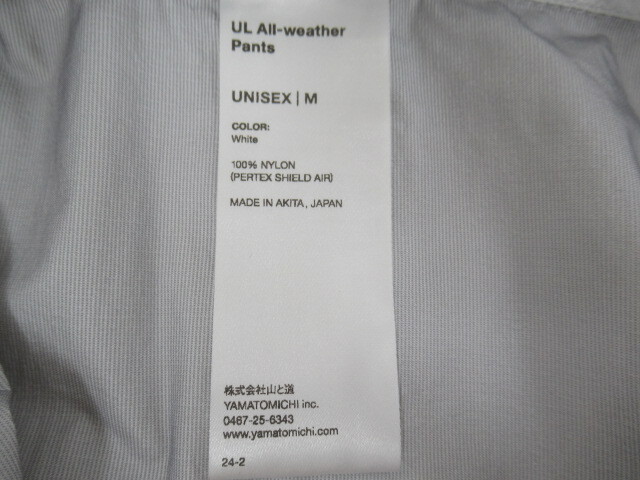 UL All-weather
Pants
UNISEX | M
COLOR:
White
100% NYLON
(PERTEX SHIELD AIR)
MADE IN AKITA, JAPAN
株式会社山と道
YAMATOMICHI inc.
0467-25-6343
www.yamatomichi.com
24-2